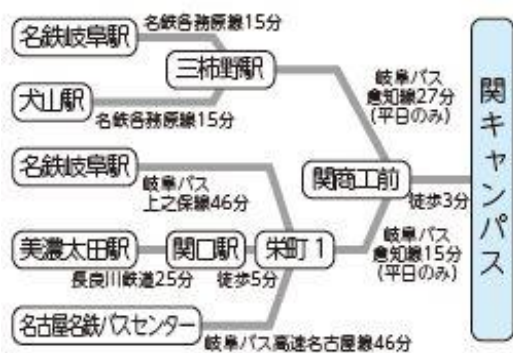 名鉄岐阜駅
名鉄各務原線15分
三柿野駅
犬山駅
名鉄各務原線15分
岐阜バス
倉知線27分
(平日のみ)
名鉄岐阜駅
岐阜バス
上之保線46分
関商工前
徒歩3分
関キャンパス
美濃太田駅
関口駅
栄町1
長良川鉄道25分
徒歩5分
岐阜バス
倉知線15分
(平日のみ)
名古屋名鉄バスセンター
岐阜バス高速名古屋線46分